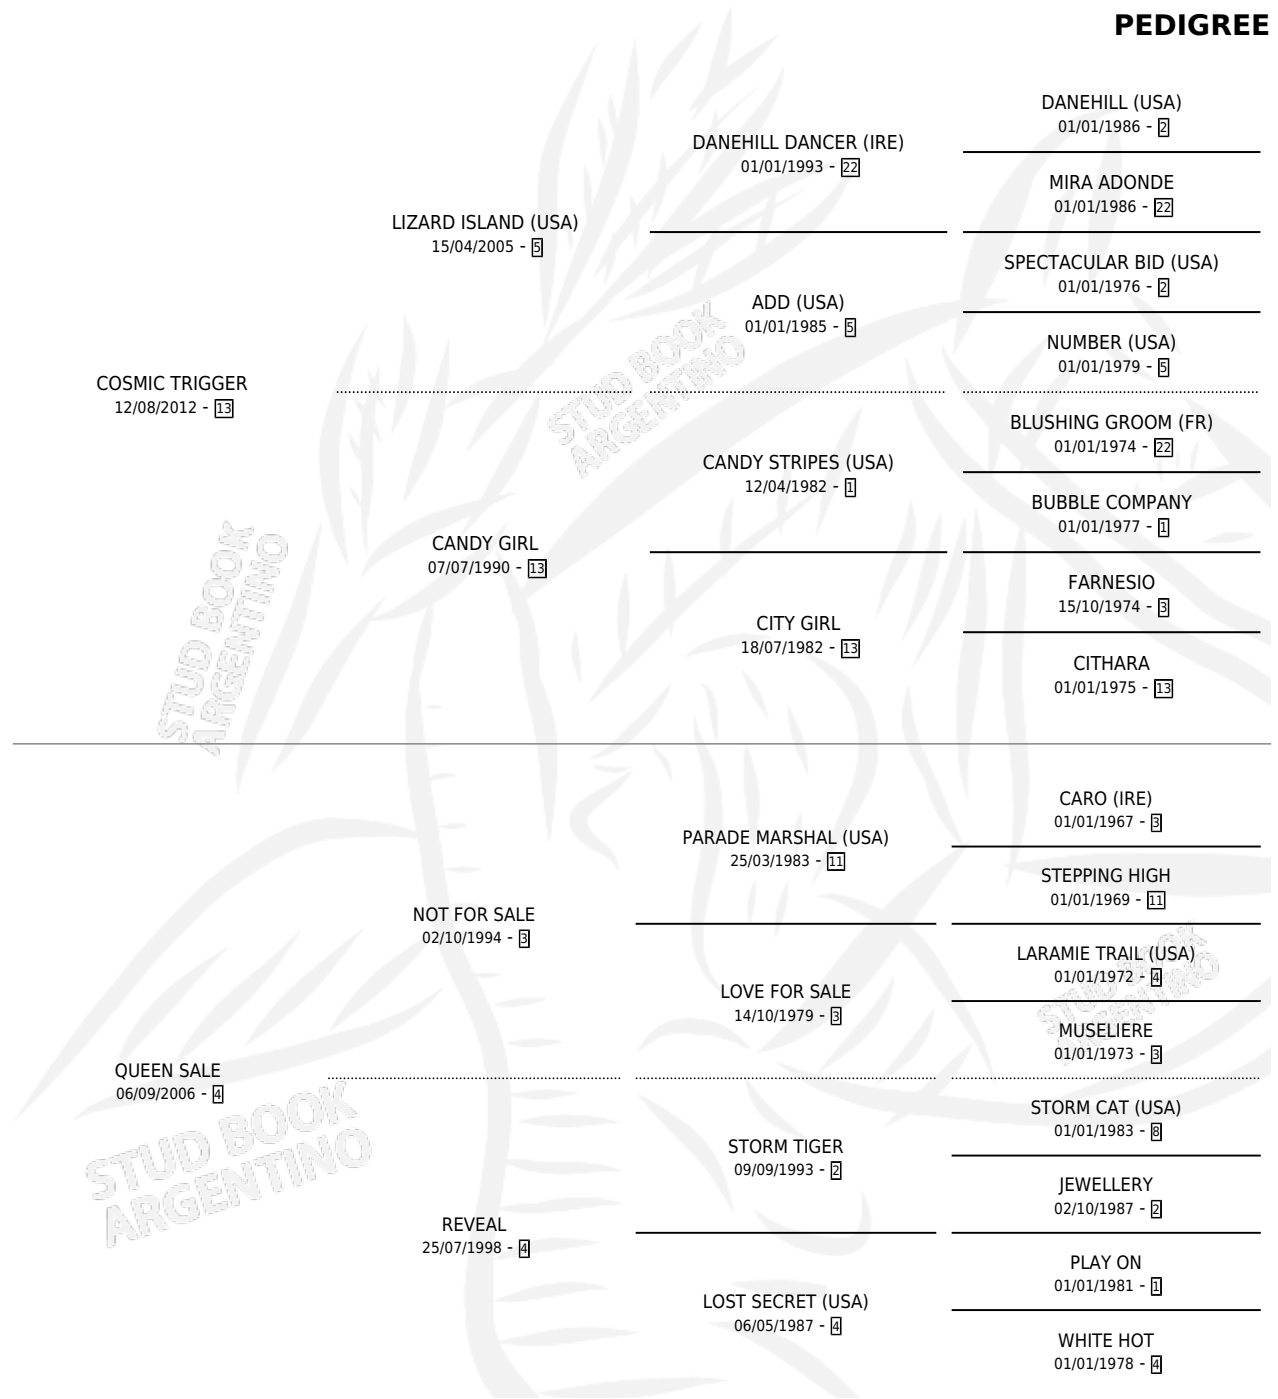 PEDIGREE
DANEHILL (USA)
01/01/1986 - 2
DANEHILL DANCER (IRE)
01/01/1993 - 22
MIRA ADONDE
01/01/1986 - 22
LIZARD ISLAND (USA)
15/04/2005 - 5
SPECTACULAR BID (USA)
01/01/1976 - 2
ADD (USA)
01/01/1985 - 5
NUMBER (USA)
01/01/1979 - 5
COSMIC TRIGGER
12/08/2012 - 13
BLUSHING GROOM (FR)
01/01/1974 - 22
CANDY STRIPES (USA)
12/04/1982 - 1
BUBBLE COMPANY
01/01/1977 - 1
CANDY GIRL
07/07/1990 - 13
FARNESIO
15/10/1974 - 3
CITY GIRL
18/07/1982 - 13
CITHARA
01/01/1975 - 13
CARO (IRE)
01/01/1967 - 3
PARADE MARSHAL (USA)
25/03/1983 - 11
STEPPING HIGH
01/01/1969 - 11
NOT FOR SALE
02/10/1994 - 3
LARAMIE TRAIL (USA)
01/01/1972 - 4
LOVE FOR SALE
14/10/1979 - 3
MUSELIERE
01/01/1973 - 3
QUEEN SALE
06/09/2006 - 4
STORM CAT (USA)
01/01/1983 - 8
STORM TIGER
09/09/1993 - 2
JEWELLERY
02/10/1987 - 2
REVEAL
25/07/1998 - 4
PLAY ON
01/01/1981 - 1
LOST SECRET (USA)
06/05/1987 - 4
WHITE HOT
01/01/1978 - 4
STUD BOOK
ARGENTINO
STUD BOOK
ARGENTINO
STUD BOOK
ARGENTINO
STUD BOOK
ARGENTINO